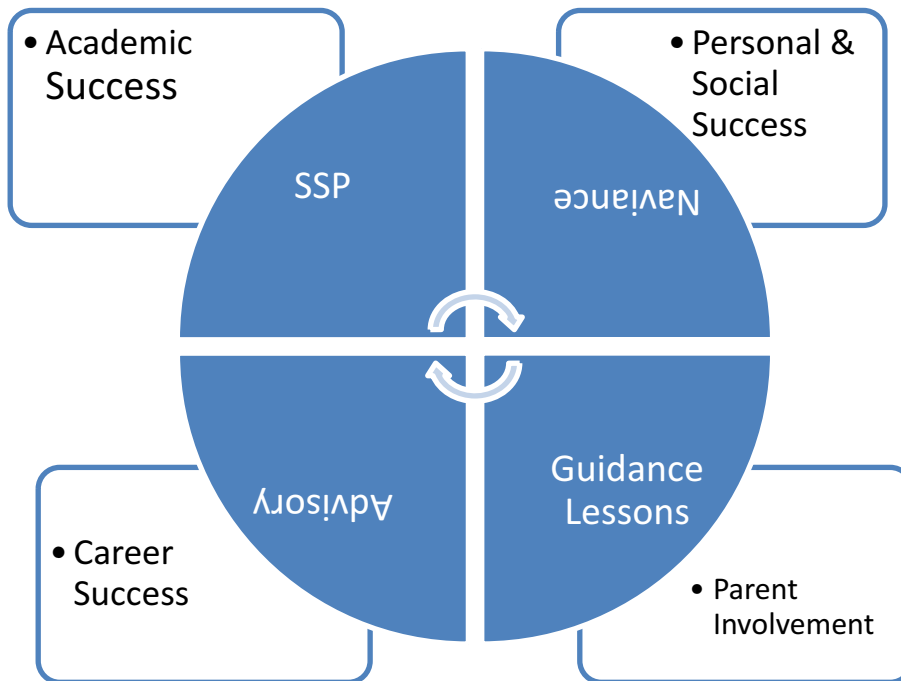 • Academic
Success
• Personal &
Social
Success
SSP
Naviance
Advisory
Guidance
Lessons
• Career
Success
• Parent
Involvement